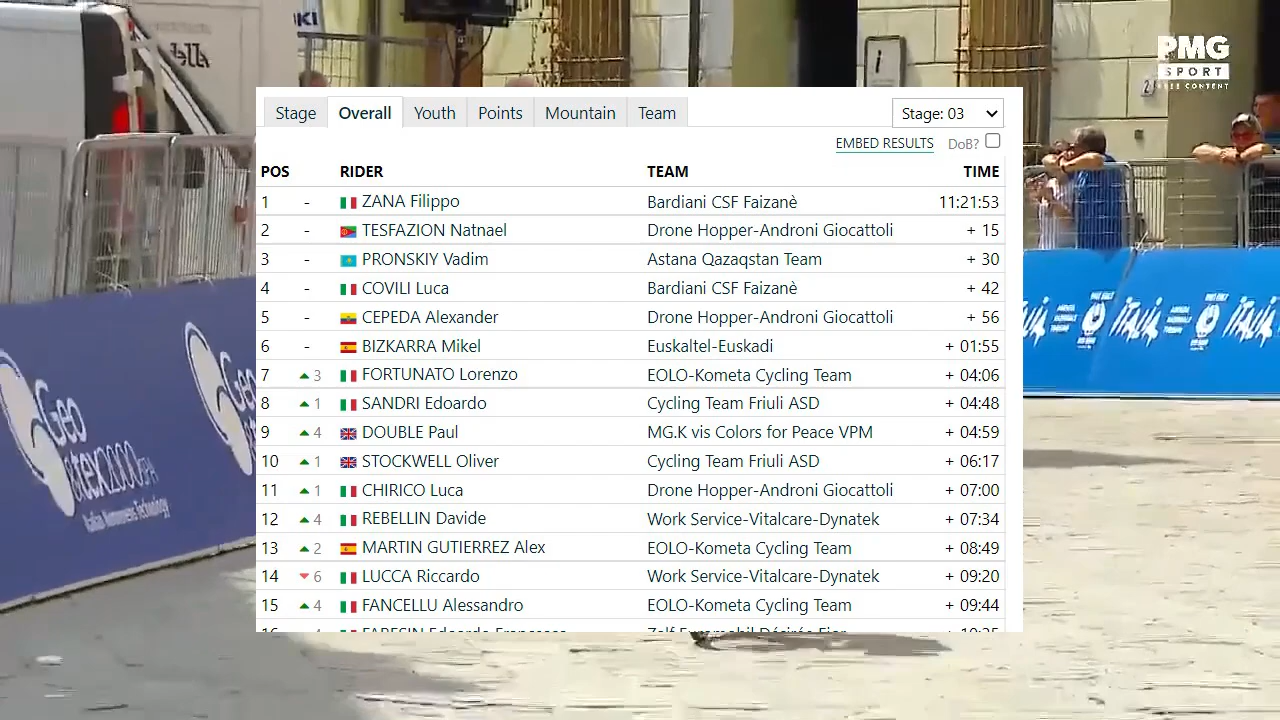 PMG
SPORT
FREE CONTENT
i
Stage Overall Youth Points Mountain Team Stage: 03
EMBED RESULTS DoB?
POS RIDER TEAM TIME
1 - ZANA Filippo Bardiani CSF Faizanè 11:21:53
2 - TESFAZION Natnael Drone Hopper-Androni Giocattoli + 15
3 - PRONSKIY Vadim Astana Qazaqstan Team + 30
4 - COVILI Luca Bardiani CSF Faizanè + 42
5 - CEPEDA Alexander Drone Hopper-Androni Giocattoli + 56
6 - BIZKARRA Mikel Euskaltel-Euskadi + 01:55
7 ▲ 3 FORTUNATO Lorenzo EOLO-Kometa Cycling Team + 04:06
8 ▲ 1 SANDRI Edoardo Cycling Team Friuli ASD + 04:48
9 ▲ 4 DOUBLE Paul MG.K vis Colors for Peace VPM + 04:59
10 ▲ 1 STOCKWELL Oliver Cycling Team Friuli ASD + 06:17
11 ▲ 1 CHIRICO Luca Drone Hopper-Androni Giocattoli + 07:00
12 ▲ 4 REBELLIN Davide Work Service-Vitalcare-Dynatek + 07:34
13 ▲ 2 MARTIN GUTIERREZ Alex EOLO-Kometa Cycling Team + 08:49
14 ▼ 6 LUCCA Riccardo Work Service-Vitalcare-Dynatek + 09:20
15 ▲ 4 FANCELLU Alessandro EOLO-Kometa Cycling Team + 09:44
Geo
tex2000
ITALIA
ITALIA